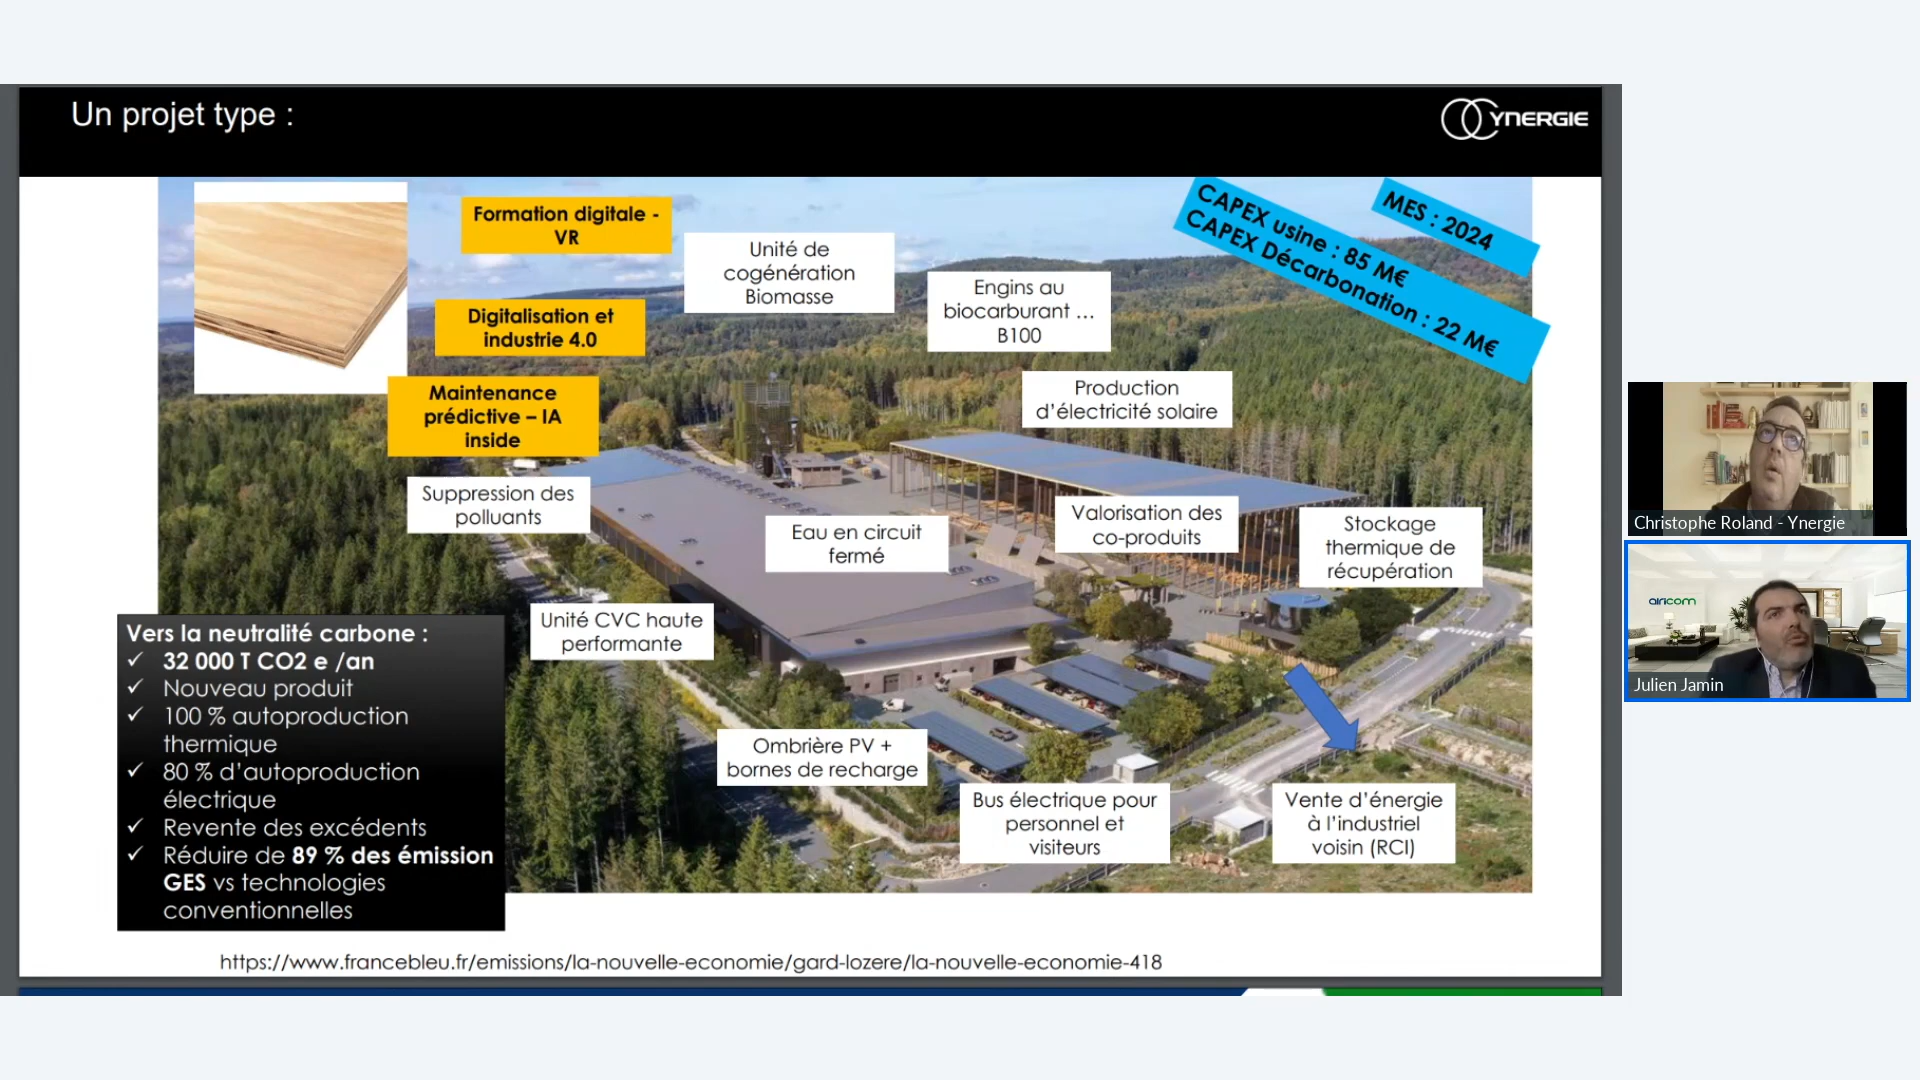 Un projet type :
YNERGIE
Formation digitale -
VR
Unité de
cogénération
Biomasse
Engins au
biocarburant ...
B100
CAPEX usine : 85 M€
CAPEX Décarbonation : 22 M€
MES : 2024
Digitalisation et
industrie 4.0
Maintenance
prédictive – IA
inside
Production
d’électricité solaire
Suppression des
polluants
Eau en circuit
fermé
Valorisation des
co-produits
Stockage
thermique de
récupération
Unité CVC haute
performante
Vers la neutralité carbone :
✓ 32 000 T CO2 e /an
✓ Nouveau produit
✓ 100 % autoproduction
thermique
✓ 80 % d’autoproduction
électrique
✓ Revente des excédents
✓ Réduire de 89 % des émission
GES vs technologies
conventionnelles
Ombrière PV +
bornes de recharge
Bus électrique pour
personnel et
visiteurs
Vente d’énergie
à l’industriel
voisin (RCI)
https://www.francebleu.fr/emissions/la-nouvelle-economie/gard-lozere/la-nouvelle-economie-418
Christophe Roland - Ynergie
airicom
Julien Jamin